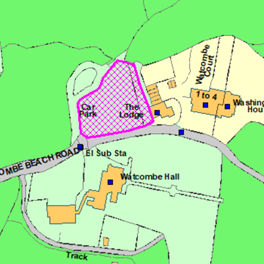 Watcombe
Court
1 to 4
Washing
Hou
Car
Park
The
Lodge
OMBE BEACH ROAD
El Sub Sta
Watcombe Hall
Track